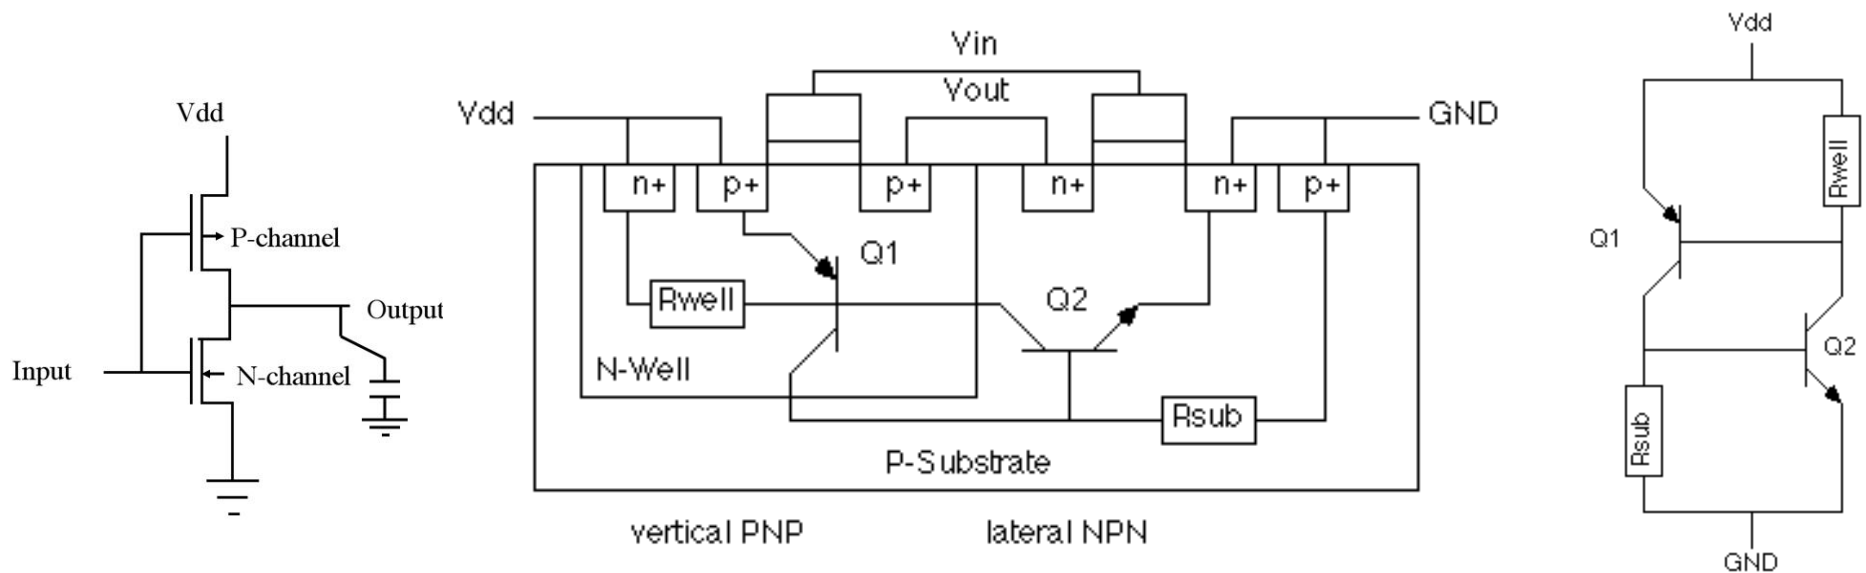 Vdd
P-channel
Output
Input
N-channel
Vin
Vout
Vdd
GND
n+
p+
p+
n+
n+
p+
Q1
Rwell
Q2
N-Well
Rsub
P-Substrate
vertical PNP
lateral NPN
Vdd
Rwell
Q1
Q2
Rsub
GND